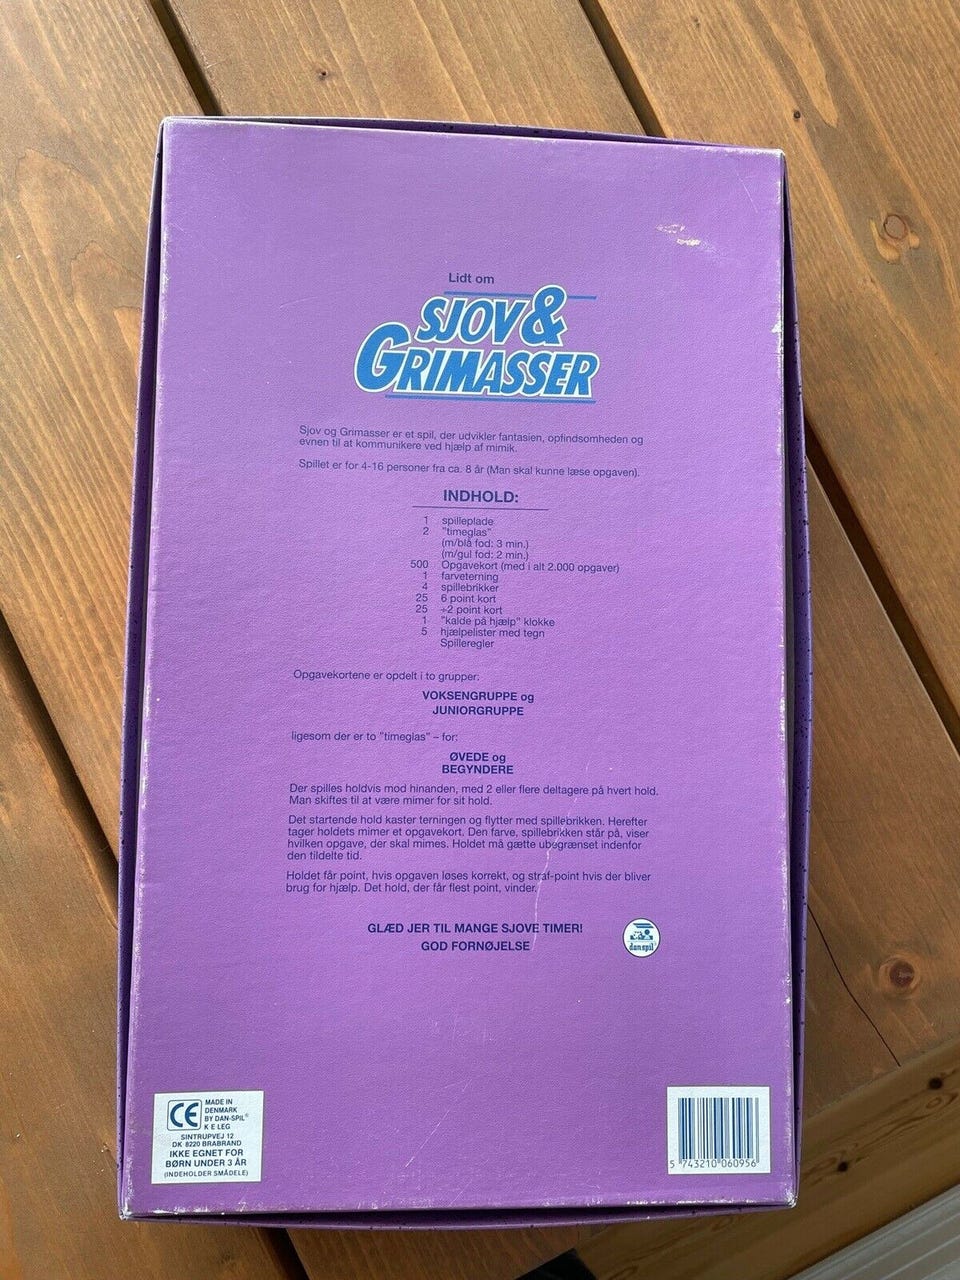 Lidt om
SJOV &
GRIMASSER
Sjov og Grimasser er et spil, der udvikler fantasien, opfindsomheden og
evnen til at kommunikere ved hjælp af mimik.
Spillet er for 4-16 personer fra ca. 8 år (Man skal kunne læse opgaven).
INDHOLD:
1 spilleplade
2 "timeglas"
(m/blå fod: 3 min.)
(m/gul fod: 2 min.)
500 Opgavekort (med i alt 2.000 opgaver)
1 farveterning
4 spillebrikker
25 6 point kort
25 ÷2 point kort
1 "kalde på hjælp" klokke
5 hjælpelister med tegn
Spilleregler
Opgavekortene er opdelt i to grupper:
VOKSENGRUPPE og
JUNIORGRUPPE
ligesom der er to "timeglas" – for:
ØVEDE og
BEGYNDERE
Der spilles holdvis mod hinanden, med 2 eller flere deltagere på hvert hold.
Man skiftes til at være mimer for sit hold.
Det startende hold kaster terningen og flytter med spillebrikken. Herefter
tager holdets mimer et opgavekort. Den farve, spillebrikken står på, viser
hvilken opgave, der skal mimes. Holdet må gætte ubegrænset indenfor
den tildelte tid.
Holdet får point, hvis opgaven løses korrekt, og straf-point hvis der bliver
brug for hjælp. Det hold, der får flest point, vinder.
GLÆD JER TIL MANGE SJOVE TIMER!
GOD FORNØJELSE
danspil
CE
MADE IN
DENMARK
BY DAN-SPIL®
K E LEG
SINTRUPVEJ 12
DK 8220 BRABRAND
IKKE EGNET FOR
BØRN UNDER 3 ÅR
(INDEHOLDER SMÅDELE)
5 743210 060956